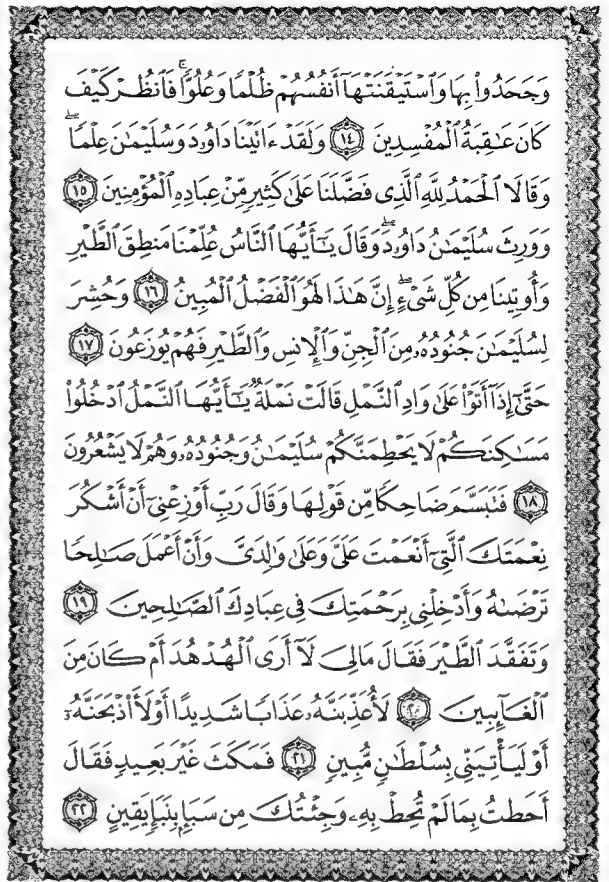 وَجَحَدُوا۟ بِهَا وَٱسْتَيْقَنَتْهَآ أَنفُسُهُمْ ظُلْمًا وَعُلُوًّا ۚ فَٱنظُرْ كَيْفَ
كَانَ عَـٰقِبَةُ ٱلْمُفْسِدِينَ ١٤ وَلَقَدْ ءَاتَيْنَا دَاوُۥدَ وَسُلَيْمَـٰنَ عِلْمًا ۖ
وَقَالَا ٱلْحَمْدُ لِلَّهِ ٱلَّذِى فَضَّلَنَا عَلَىٰ كَثِيرٍ مِّنْ عِبَادِهِ ٱلْمُؤْمِنِينَ ١٥
وَوَرِثَ سُلَيْمَـٰنُ دَاوُۥدَ ۖ وَقَالَ يَـٰٓأَيُّهَا ٱلنَّاسُ عُلِّمْنَا مَنطِقَ ٱلطَّيْرِ
وَأُوتِينَا مِن كُلِّ شَىْءٍ ۖ إِنَّ هَـٰذَا لَهُوَ ٱلْفَضْلُ ٱلْمُبِينُ ١٦ وَحُشِرَ
لِسُلَيْمَـٰنَ جُنُودُهُۥ مِنَ ٱلْجِنِّ وَٱلْإِنسِ وَٱلطَّيْرِ فَهُمْ يُوزَعُونَ ١٧
حَتَّىٰٓ إِذَآ أَتَوْا۟ عَلَىٰ وَادِ ٱلنَّمْلِ قَالَتْ نَمْلَةٌ يَـٰٓأَيُّهَا ٱلنَّمْلُ ٱدْخُلُوا۟
مَسَـٰكِنَكُمْ لَا يَحْطِمَنَّكُمْ سُلَيْمَـٰنُ وَجُنُودُهُۥ وَهُمْ لَا يَشْعُرُونَ
١٨ فَتَبَسَّمَ ضَاحِكًا مِّن قَوْلِهَا وَقَالَ رَبِّ أَوْزِعْنِىٓ أَنْ أَشْكُرَ
نِعْمَتَكَ ٱلَّتِىٓ أَنْعَمْتَ عَلَىَّ وَعَلَىٰ وَٰلِدَىَّ وَأَنْ أَعْمَلَ صَـٰلِحًا
تَرْضَىٰهُ وَأَدْخِلْنِى بِرَحْمَتِكَ فِى عِبَادِكَ ٱلصَّـٰلِحِينَ ١٩
وَتَفَقَّدَ ٱلطَّيْرَ فَقَالَ مَالِىَ لَآ أَرَى ٱلْهُدْهُدَ أَمْ كَانَ مِنَ
ٱلْغَآئِبِينَ ٢٠ لَأُعَذِّبَنَّهُۥ عَذَابًا شَدِيدًا أَوْ لَأَا۟ذْبَحَنَّهُۥٓ
أَوْ لَيَأْتِيَنِّى بِسُلْطَـٰنٍ مُّبِينٍ ٢١ فَمَكَثَ غَيْرَ بَعِيدٍ فَقَالَ
أَحَطتُ بِمَا لَمْ تُحِطْ بِهِۦ وَجِئْتُكَ مِن سَبَإٍۭ بِنَبَإٍ يَقِينٍ ٢٢